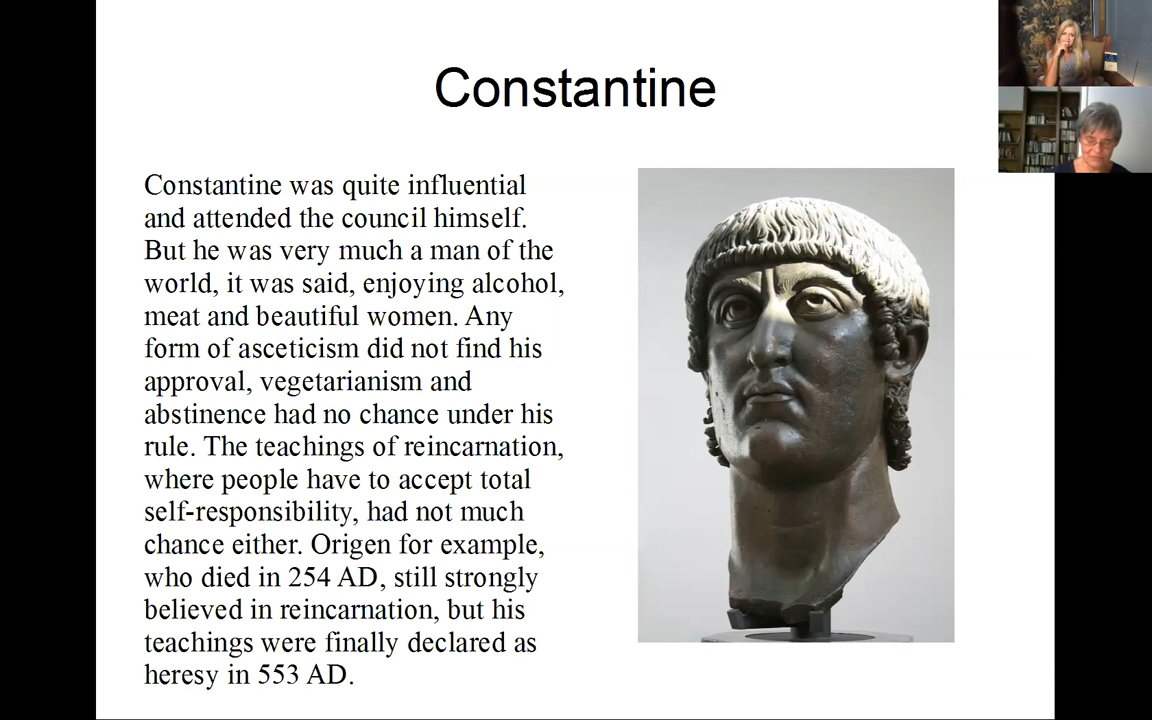 Constantine
Constantine was quite influential
and attended the council himself.
But he was very much a man of the
world, it was said, enjoying alcohol,
meat and beautiful women. Any
form of asceticism did not find his
approval, vegetarianism and
abstinence had no chance under his
rule. The teachings of reincarnation,
where people have to accept total
self-responsibility, had not much
chance either. Origen for example,
who died in 254 AD, still strongly
believed in reincarnation, but his
teachings were finally declared as
heresy in 553 AD.